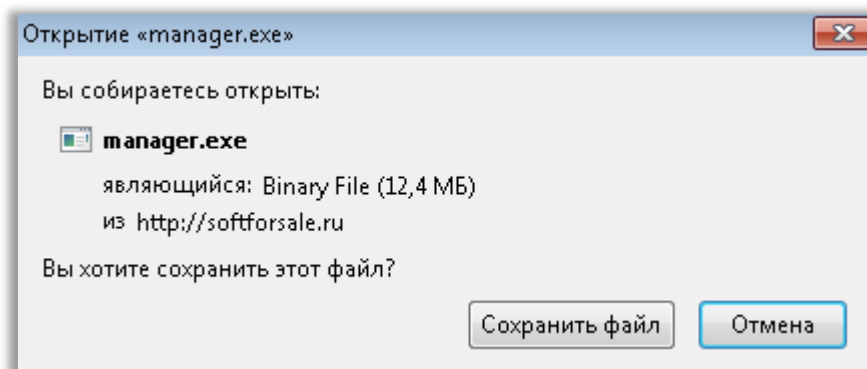 Открытие «manager.exe»
Вы собираетесь открыть:
manager.exe
являющийся: Binary File (12,4 МБ)
из http://softforsale.ru
Вы хотите сохранить этот файл?
Сохранить файл Отмена